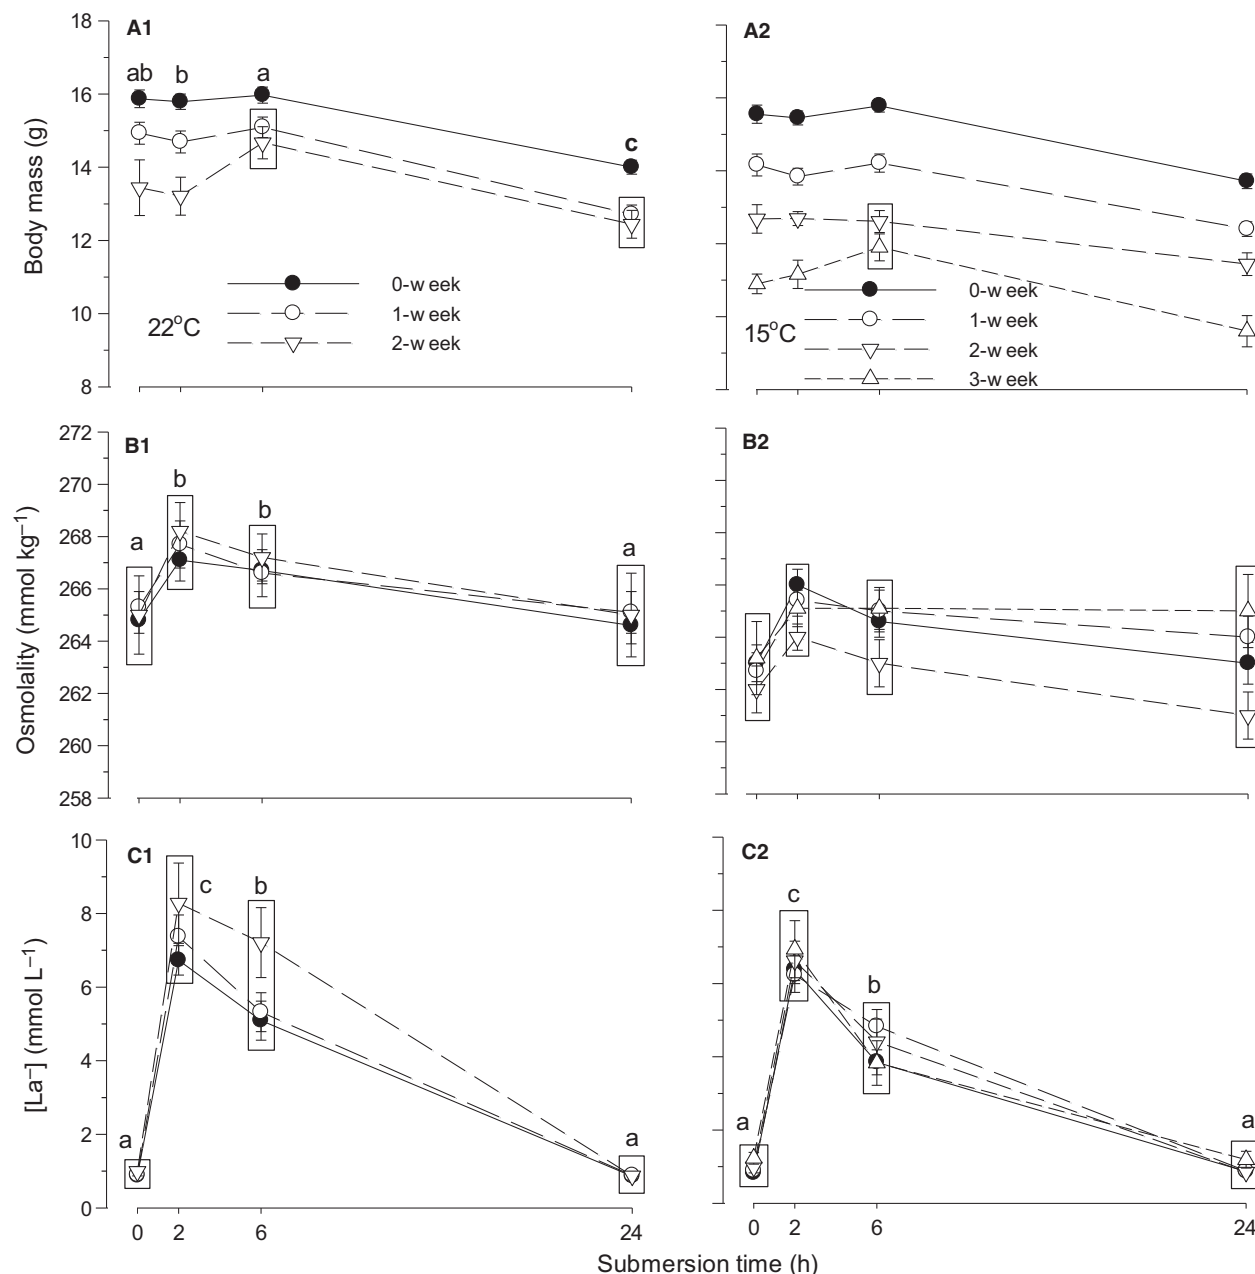 A1
A2
18
16
14
12
10
8
Body mass (g)
ab
b
a
c
22°C
0-w eek
1-w eek
2-w eek
15°C
0-w eek
1-w eek
2-w eek
3-w eek
B1
B2
272
270
268
266
264
262
260
258
Osmolality (mmol kg⁻¹)
a
b
b
a
C1
C2
10
8
6
4
2
0
[La⁻] (mmol L⁻¹)
a
c
b
a
a
c
b
a
0 2 6 24
0 2 6 24
Submersion time (h)